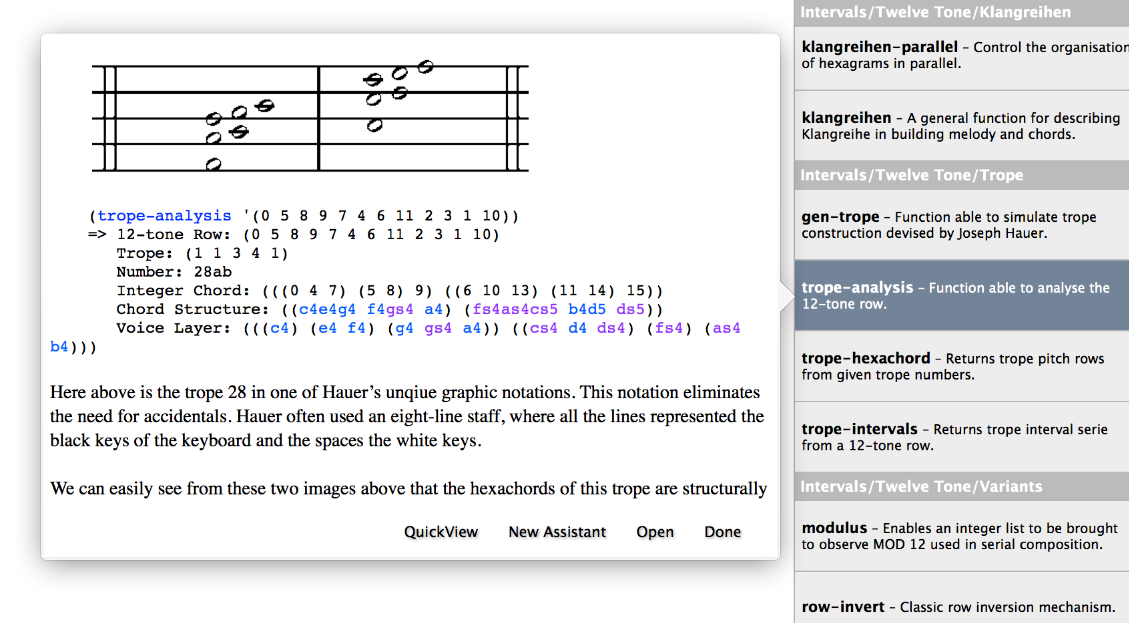 (trope-analysis '(0 5 8 9 7 4 6 11 2 3 1 10))
=> 12-tone Row: (0 5 8 9 7 4 6 11 2 3 1 10)
Trope: (1 1 3 4 1)
Number: 28ab
Integer Chord: (((0 4 7) (5 8) 9) ((6 10 13) (11 14) 15))
Chord Structure: ((c4e4g4 f4gs4 a4) (fs4as4cs5 b4d5 ds5))
Voice Layer: (((c4) (e4 f4) (g4 gs4 a4)) ((cs4 d4 ds4) (fs4) (as4
b4)))
Here above is the trope 28 in one of Hauer’s unqiue graphic notations. This notation eliminates
the need for accidentals. Hauer often used an eight-line staff, where all the lines represented the
black keys of the keyboard and the spaces the white keys.
We can easily see from these two images above that the hexachords of this trope are structurally
QuickView New Assistant Open Done
Intervals/Twelve Tone/Klangreihen
klangreihen-parallel – Control the organisation
of hexagrams in parallel.
klangreihen – A general function for describing
Klangreihe in building melody and chords.
Intervals/Twelve Tone/Trope
gen-trope – Function able to simulate trope
construction devised by Joseph Hauer.
trope-analysis – Function able to analyse the
12-tone row.
trope-hexachord – Returns trope pitch rows
from given trope numbers.
trope-intervals – Returns trope interval serie
from a 12-tone row.
Intervals/Twelve Tone/Variants
modulus – Enables an integer list to be brought
to observe MOD 12 used in serial composition.
row-invert – Classic row inversion mechanism.